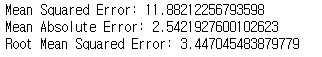 Mean Squared Error: 11.88212256793598
Mean Absolute Error: 2.5421927600102623
Root Mean Squared Error: 3.447045483879779